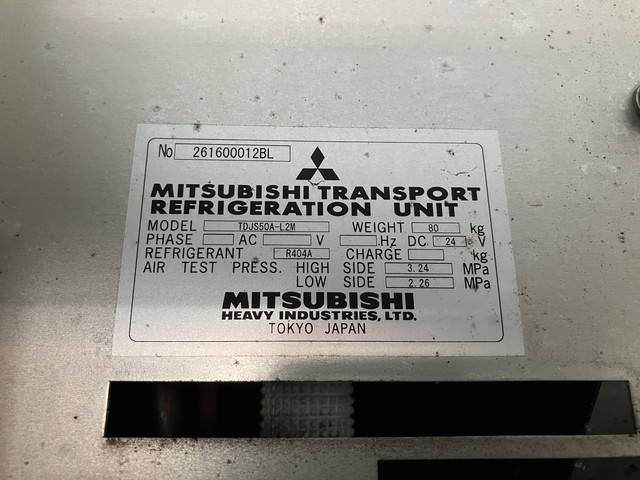 No 261600012BL
MITSUBISHI TRANSPORT
REFRIGERATION UNIT
MODEL TDJS50A-L2M WEIGHT 80 kg
PHASE AC V Hz DC 24 V
REFRIGERANT R404A CHARGE kg
AIR TEST PRESS. HIGH SIDE 3.24 MPa
LOW SIDE 2.26 MPa
MITSUBISHI
HEAVY INDUSTRIES, LTD.
TOKYO JAPAN